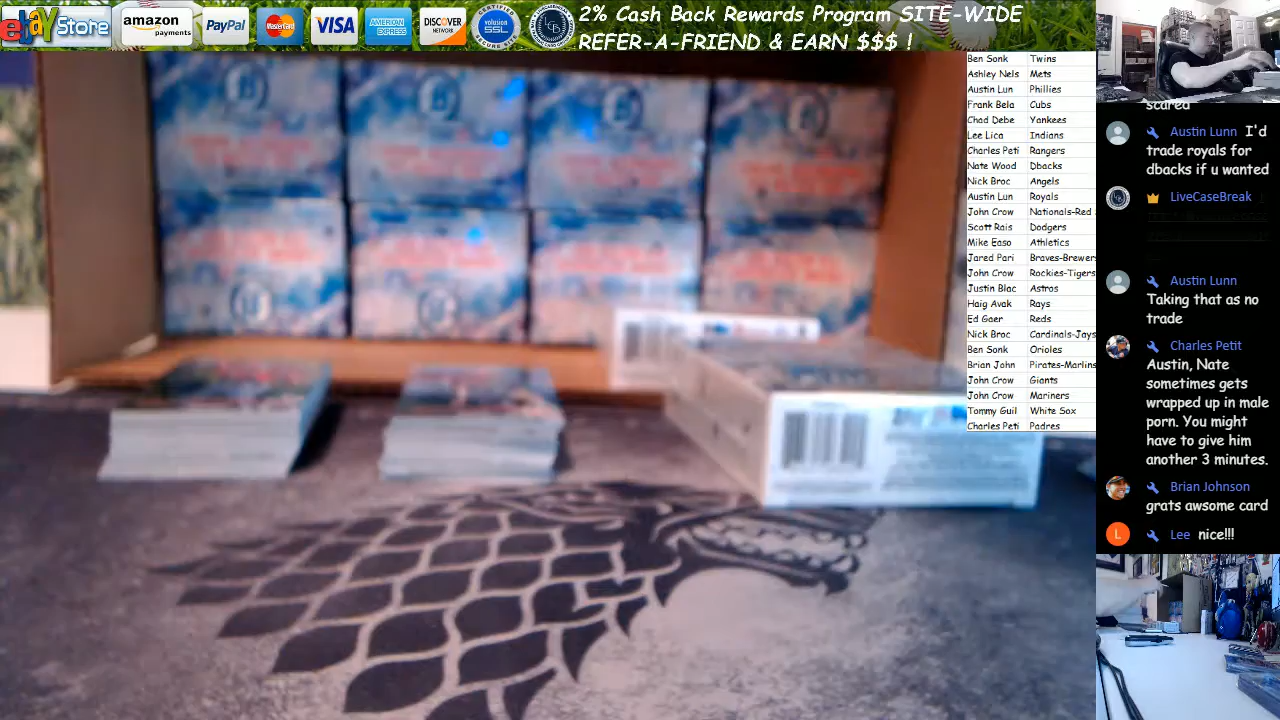 ebay Store
amazon
payments
PayPal
MasterCard
VISA
AMERICAN
EXPRESS
DISCOVER
NETWORK
CERTIFIED
volusion
SSL
SECURE SITE
2% Cash Back Rewards Program SITE-WIDE
REFER-A-FRIEND & EARN $$$ !
Ben Sonk Twins
Ashley Nels Mets
Austin Lun Phillies
Frank Bela Cubs
Chad Debe Yankees
Lee Lica Indians
Charles Peti Rangers
Nate Wood Dbacks
Nick Broc Angels
Austin Lun Royals
John Crow Nationals-Red
Scott Rais Dodgers
Mike Easo Athletics
Jared Pari Braves-Brewers
John Crow Rockies-Tigers
Justin Blac Astros
Haig Avak Rays
Ed Gaer Reds
Nick Broc Cardinals-Jays
Ben Sonk Orioles
Brian John Pirates-Marlins
John Crow Giants
John Crow Mariners
Tommy Guil White Sox
Charles Peti Padres
scared
Austin Lunn I'd
trade royals for
dbacks if u wanted
LiveCaseBreak
Austin Lunn
Taking that as no
trade
Charles Petit
Austin, Nate
sometimes gets
wrapped up in male
porn. You might
have to give him
another 3 minutes.
Brian Johnson
grats awsome card
L Lee nice!!!